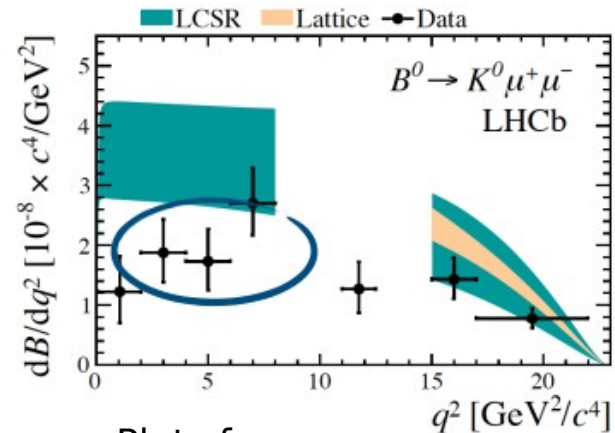 LCSR Lattice Data
B⁰ → K⁰μ⁺μ⁻
LHCb
dB/dq² [10⁻⁸ × c⁴/GeV²]
5
4
3
2
1
0
0 5 10 15 20
q² [GeV²/c⁴]